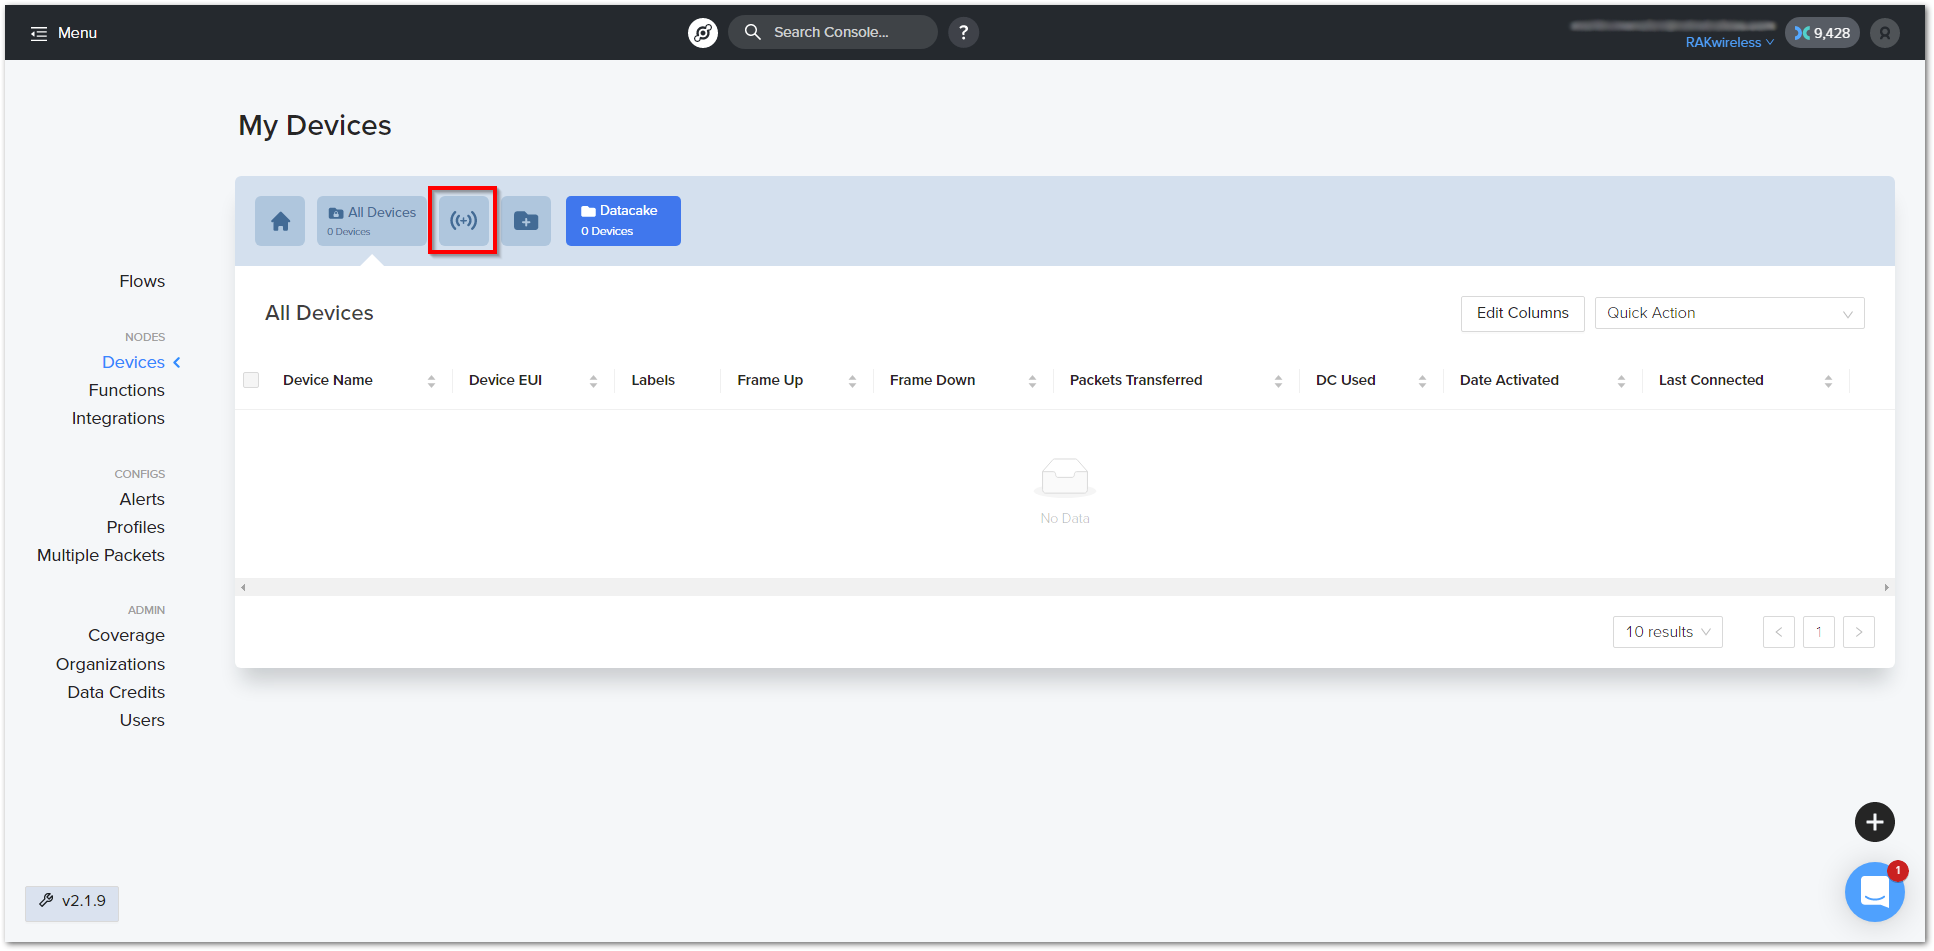 Menu
Search Console...
?
RAKwireless
9,428
My Devices
All Devices
0 Devices
Datacake
0 Devices
Flows
NODES
Devices
Functions
Integrations
CONFIGS
Alerts
Profiles
Multiple Packets
ADMIN
Coverage
Organizations
Data Credits
Users
v2.1.9
All Devices
Edit Columns
Quick Action
Device Name Device EUI Labels Frame Up Frame Down Packets Transferred DC Used Date Activated Last Connected
No Data
10 results
< 1 >
1